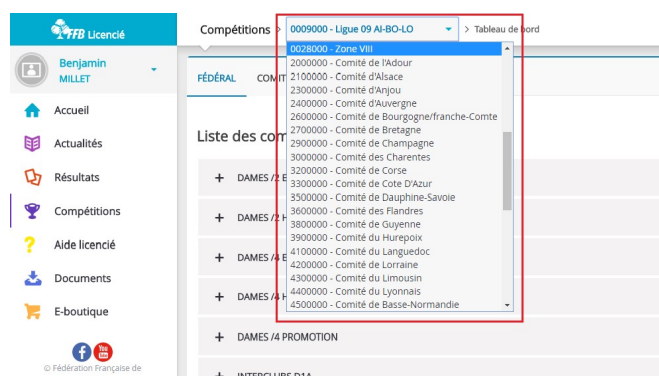 FFB Licencié
Compétitions > 0009000 - Ligue 09 Al-BO-LO > Tableau de bord
Benjamin
MILLET
FÉDÉRAL COMIT
Accueil
Actualités
Résultats
Compétitions
Aide licencié
Documents
E-boutique
You
© Fédération Française de
Liste des com
+ DAMES /2 E
+ DAMES /2 H
+ DAMES /4 E
+ DAMES /4 H
+ DAMES /4 PROMOTION
+ INTERCLUBS D1A
0028000 - Zone VIII
2000000 - Comité de l'Adour
2100000 - Comité d'Alsace
2300000 - Comité d'Anjou
2400000 - Comité d'Auvergne
2600000 - Comité de Bourgogne/franche-Comte
2700000 - Comité de Bretagne
2900000 - Comité de Champagne
3000000 - Comité des Charentes
3200000 - Comité de Corse
3300000 - Comité de Cote D'Azur
3500000 - Comité de Dauphine-Savoie
3600000 - Comité des Flandres
3800000 - Comité de Guyenne
3900000 - Comité du Hurepoix
4100000 - Comité du Languedoc
4200000 - Comité de Lorraine
4300000 - Comité du Limousin
4400000 - Comité du Lyonnais
4500000 - Comité de Basse-Normandie